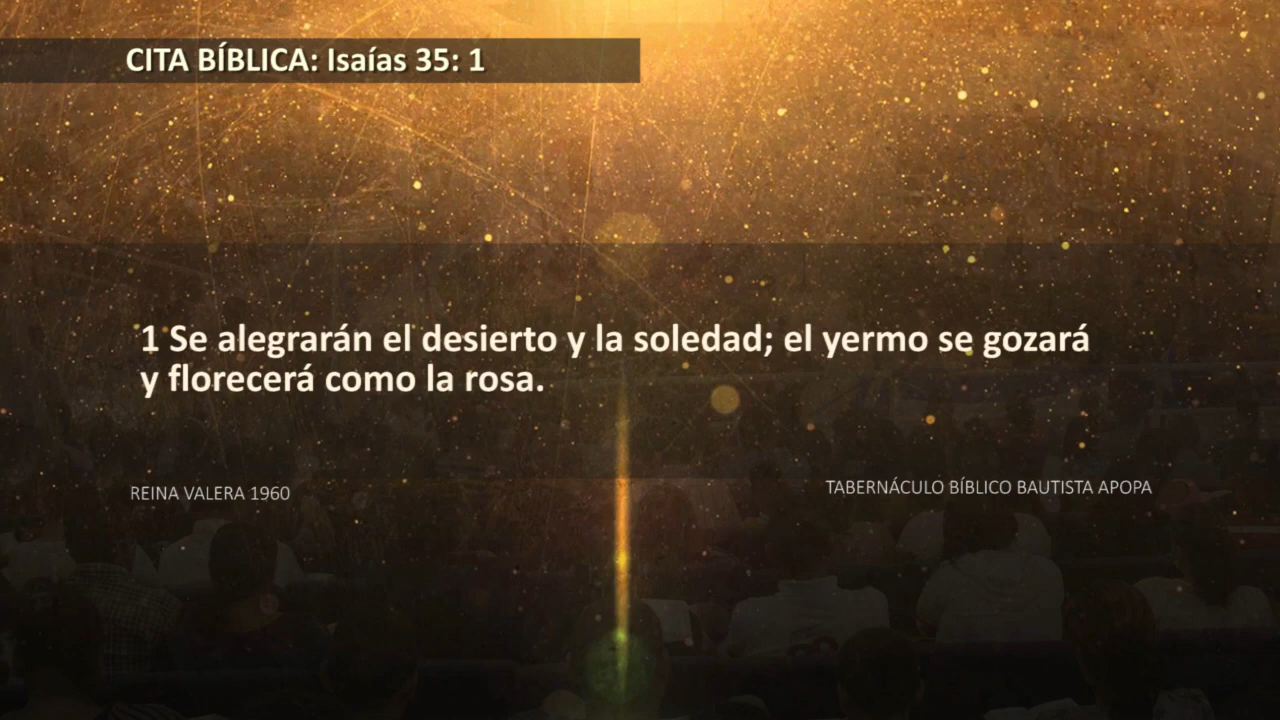 CITA BÍBLICA: Isaías 35: 1
1 Se alegrarán el desierto y la soledad; el yermo se gozará
y florecerá como la rosa.
REINA VALERA 1960
TABERNÁCULO BÍBLICO BAUTISTA APOPA